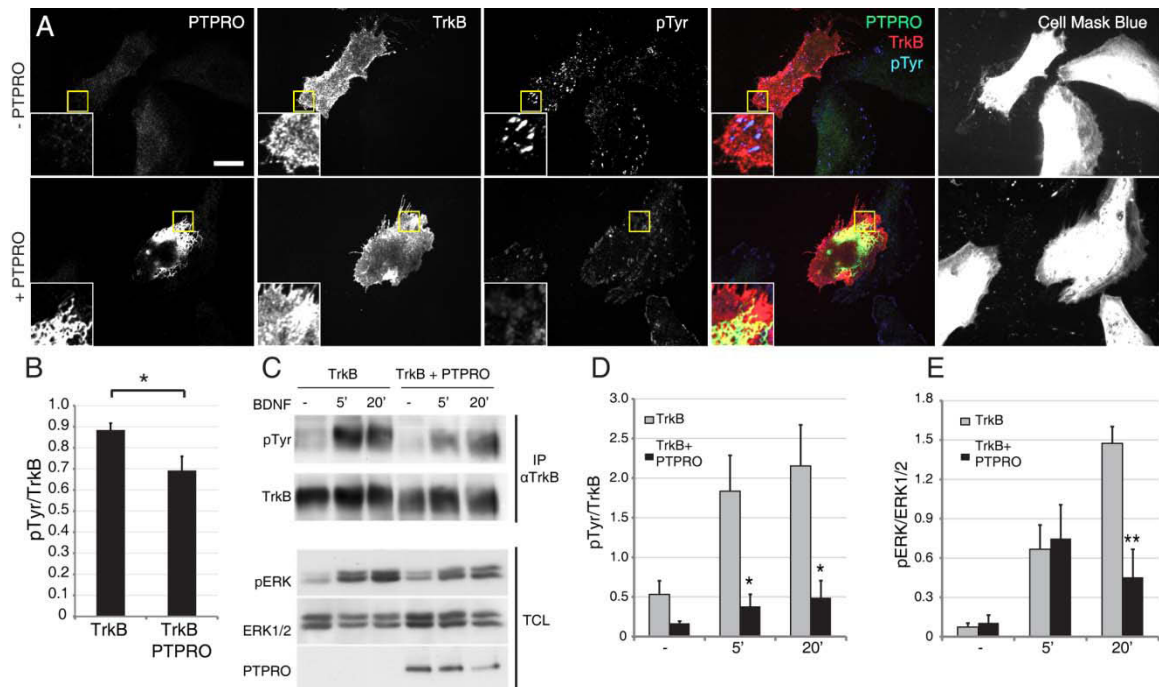 A
PTPRO
TrkB
pTyr
PTPRO
TrkB
pTyr
Cell Mask Blue
- PTPRO
+ PTPRO
B
*
pTyr/TrkB
1.0
0.9
0.8
0.7
0.6
0.5
0.4
0.3
0.2
0.1
0
TrkB
TrkB
PTPRO
C
TrkB
TrkB + PTPRO
BDNF - 5' 20' - 5' 20'
pTyr
TrkB
IP
αTrkB
pERK
ERK1/2
PTPRO
TCL
D
TrkB
TrkB+
PTPRO
pTyr/TrkB
3.0
2.5
2.0
1.5
1.0
0.5
0
*
*
- 5' 20'
E
TrkB
TrkB+
PTPRO
pERK/ERK1/2
1.8
1.5
1.2
0.9
0.6
0.3
0
**
- 5' 20'